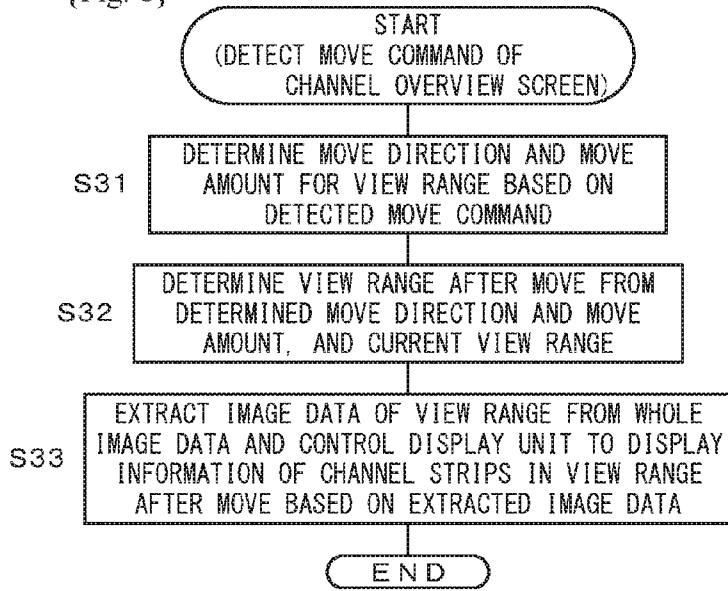 START
(DETECT MOVE COMMAND OF
CHANNEL OVERVIEW SCREEN)
S31
DETERMINE MOVE DIRECTION AND MOVE
AMOUNT FOR VIEW RANGE BASED ON
DETECTED MOVE COMMAND
S32
DETERMINE VIEW RANGE AFTER MOVE FROM
DETERMINED MOVE DIRECTION AND MOVE
AMOUNT, AND CURRENT VIEW RANGE
S33
EXTRACT IMAGE DATA OF VIEW RANGE FROM WHOLE
IMAGE DATA AND CONTROL DISPLAY UNIT TO DISPLAY
INFORMATION OF CHANNEL STRIPS IN VIEW RANGE
AFTER MOVE BASED ON EXTRACTED IMAGE DATA
END